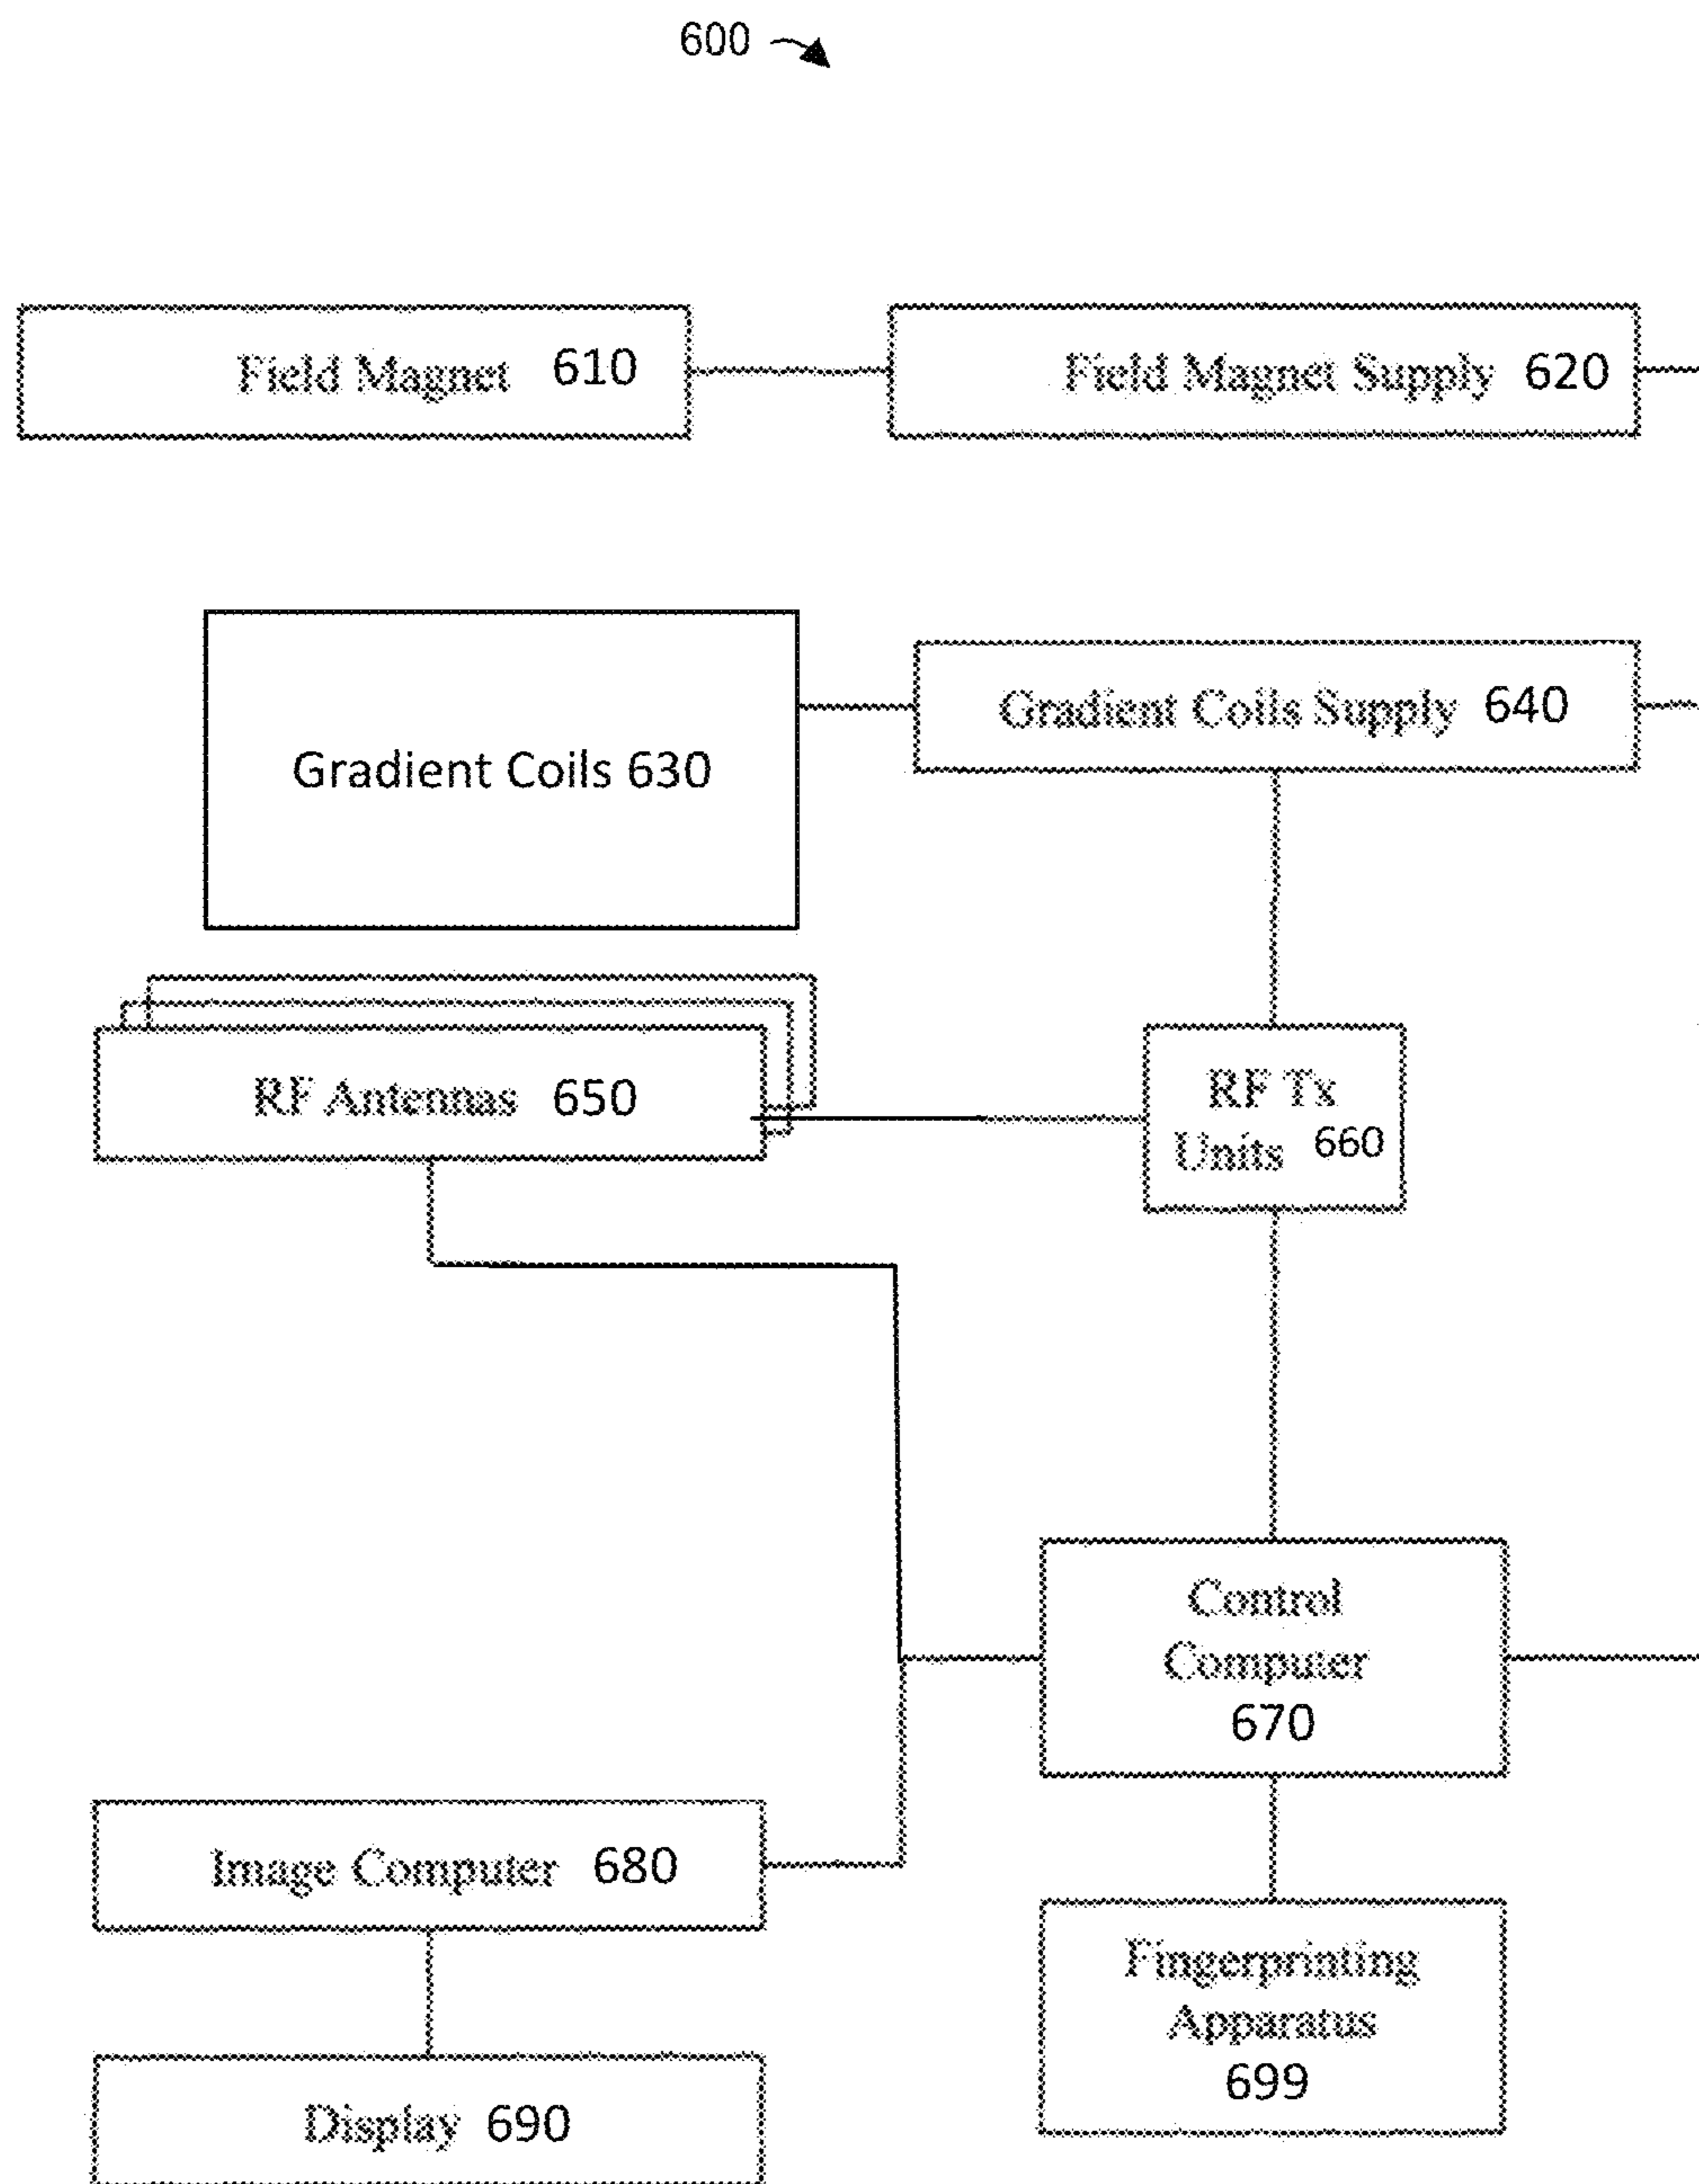 600
Field Magnet 610
Field Magnet Supply 620
Gradient Coils 630
Gradient Coils Supply 640
RF Antennas 650
RF Tx
Units 660
Control
Computer
670
Image Computer 680
Fingerprinting
Apparatus
699
Display 690